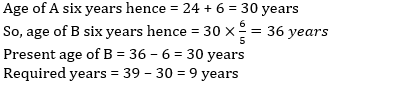 Age of A six years hence = 24 + 6 = 30 years
So, age of B six years hence = 30 × 6/5 = 36 years
Present age of B = 36 − 6 = 30 years
Required years = 39 − 30 = 9 years